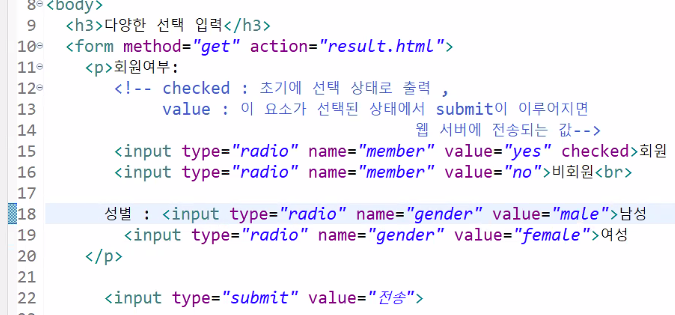 8 <body>
9 <h3>다양한 선택 입력</h3>
10 <form method="get" action="result.html">
11 <p>회원여부:
12 <!-- checked : 초기에 선택 상태로 출력 ,
13 value : 이 요소가 선택된 상태에서 submit이 이루어지면
14 웹 서버에 전송되는 값-->
15 <input type="radio" name="member" value="yes" checked>회원
16 <input type="radio" name="member" value="no">비회원<br>
17
18 성별 : <input type="radio" name="gender" value="male">남성
19 <input type="radio" name="gender" value="female">여성
20 </p>
21
22 <input type="submit" value="전송">